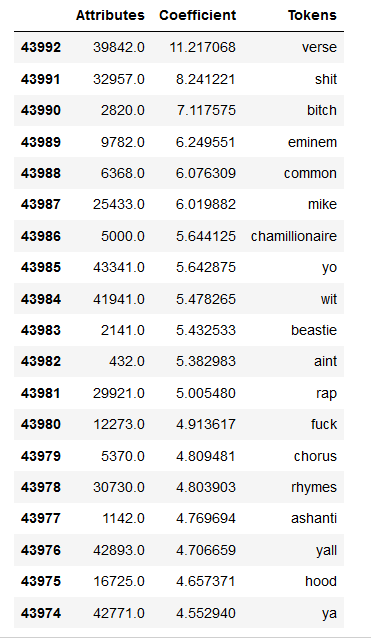 Attributes Coefficient Tokens
43992 39842.0 11.217068 verse
43991 32957.0 8.241221 shit
43990 2820.0 7.117575 bitch
43989 9782.0 6.249551 eminem
43988 6368.0 6.076309 common
43987 25433.0 6.019882 mike
43986 5000.0 5.644125 chamillionaire
43985 43341.0 5.642875 yo
43984 41941.0 5.478265 wit
43983 2141.0 5.432533 beastie
43982 432.0 5.382983 aint
43981 29921.0 5.005480 rap
43980 12273.0 4.913617 fuck
43979 5370.0 4.809481 chorus
43978 30730.0 4.803903 rhymes
43977 1142.0 4.769694 ashanti
43976 42893.0 4.706659 yall
43975 16725.0 4.657371 hood
43974 42771.0 4.552940 ya